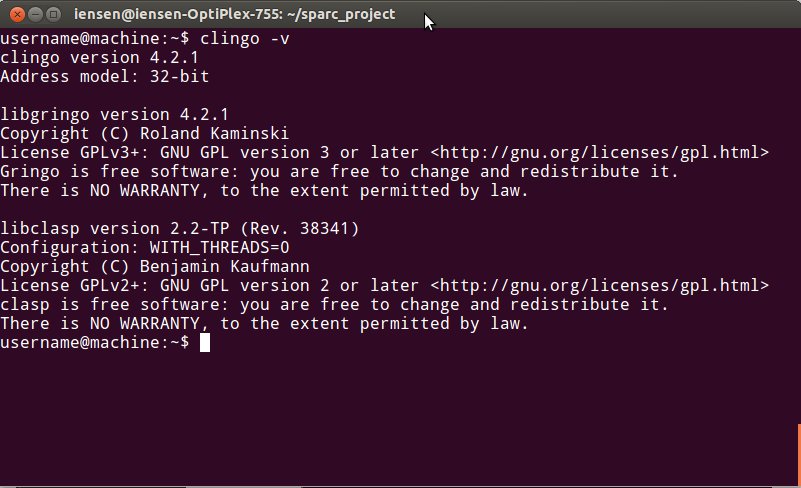 iensen@iensen-OptiPlex-755: ~/sparc_project
username@machine:~$ clingo -v
clingo version 4.2.1
Address model: 32-bit
libgringo version 4.2.1
Copyright (C) Roland Kaminski
License GPLv3+: GNU GPL version 3 or later <http://gnu.org/licenses/gpl.html>
Gringo is free software: you are free to change and redistribute it.
There is NO WARRANTY, to the extent permitted by law.
libclasp version 2.2-TP (Rev. 38341)
Configuration: WITH_THREADS=0
Copyright (C) Benjamin Kaufmann
License GPLv2+: GNU GPL version 2 or later <http://gnu.org/licenses/gpl.html>
clasp is free software: you are free to change and redistribute it.
There is NO WARRANTY, to the extent permitted by law.
username@machine:~$